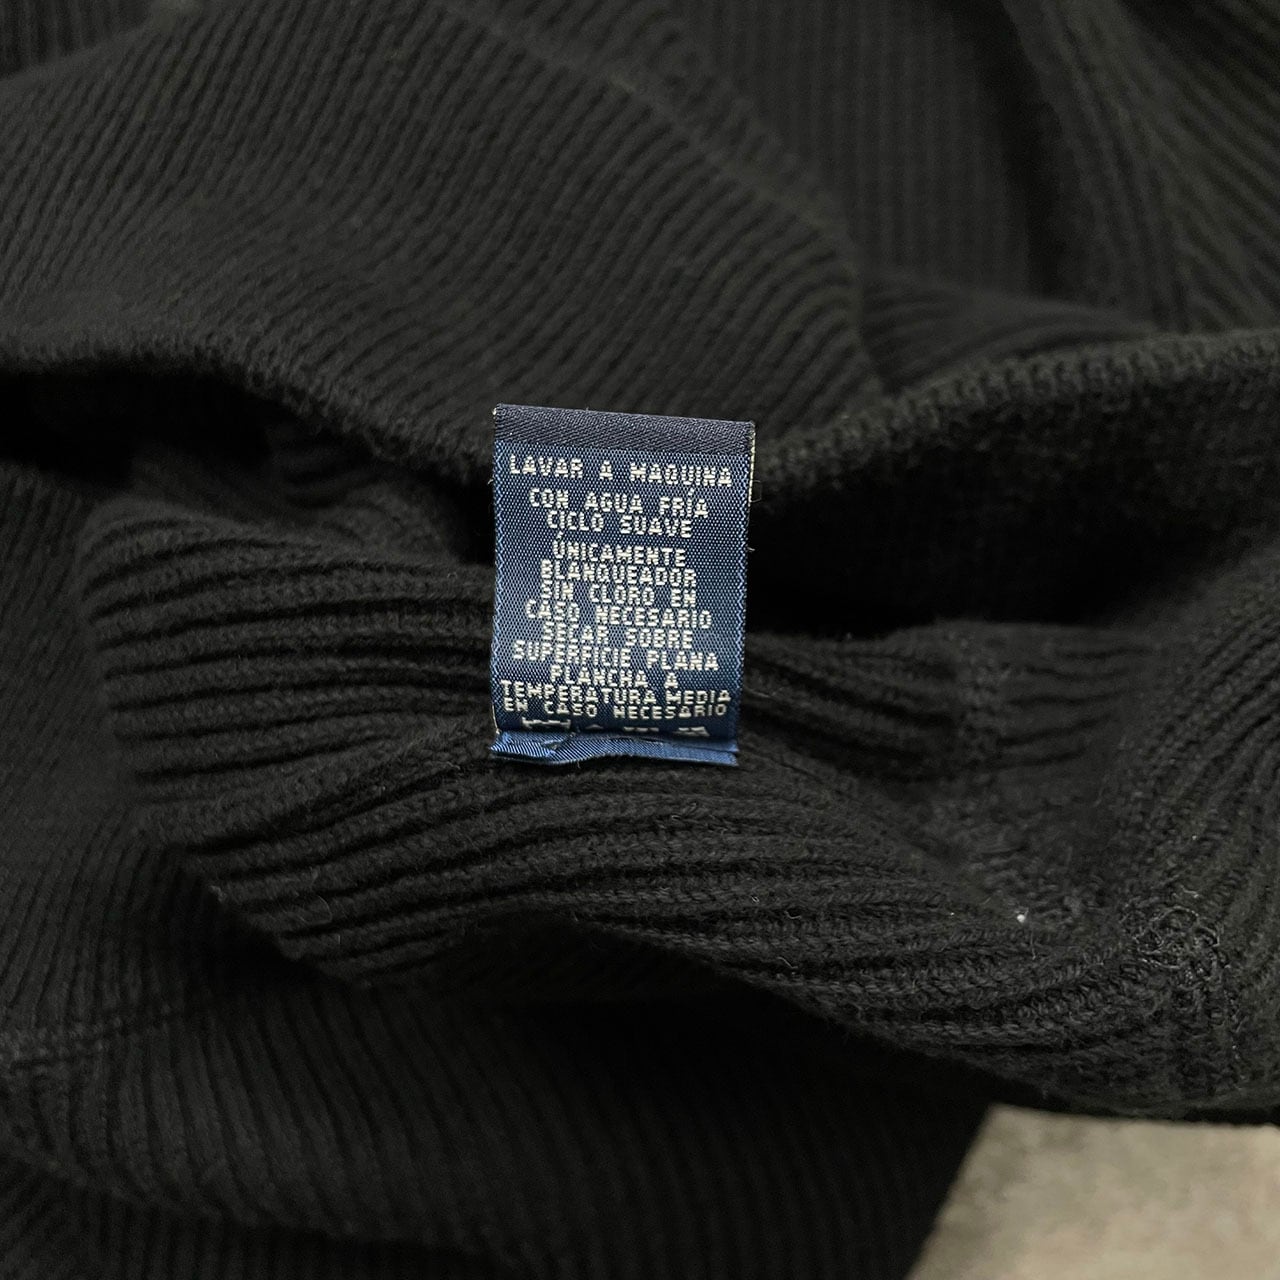 LAVAR A MAQUINA
CON AGUA FRÍA
CICLO SUAVE
ÚNICAMENTE
BLANQUEADOR
SIN CLORO EN
CASO NECESARIO
SECAR SOBRE
SUPERFICIE PLANA
PLANCHA A
TEMPERATURA MEDIA
EN CASO NECESARIO